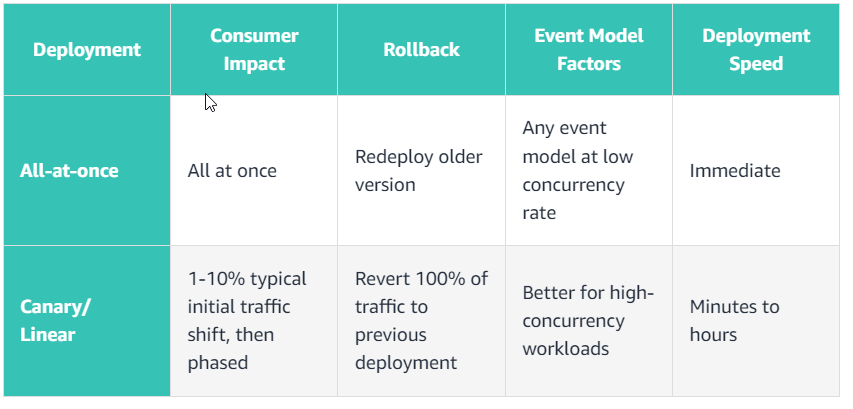 Deployment
Consumer
Impact
Rollback
Event Model
Factors
Deployment
Speed
All-at-once
All at once
Redeploy older
version
Any event
model at low
concurrency
rate
Immediate
Canary/
Linear
1-10% typical
initial traffic
shift, then
phased
Revert 100% of
traffic to
previous
deployment
Better for high-
concurrency
workloads
Minutes to
hours